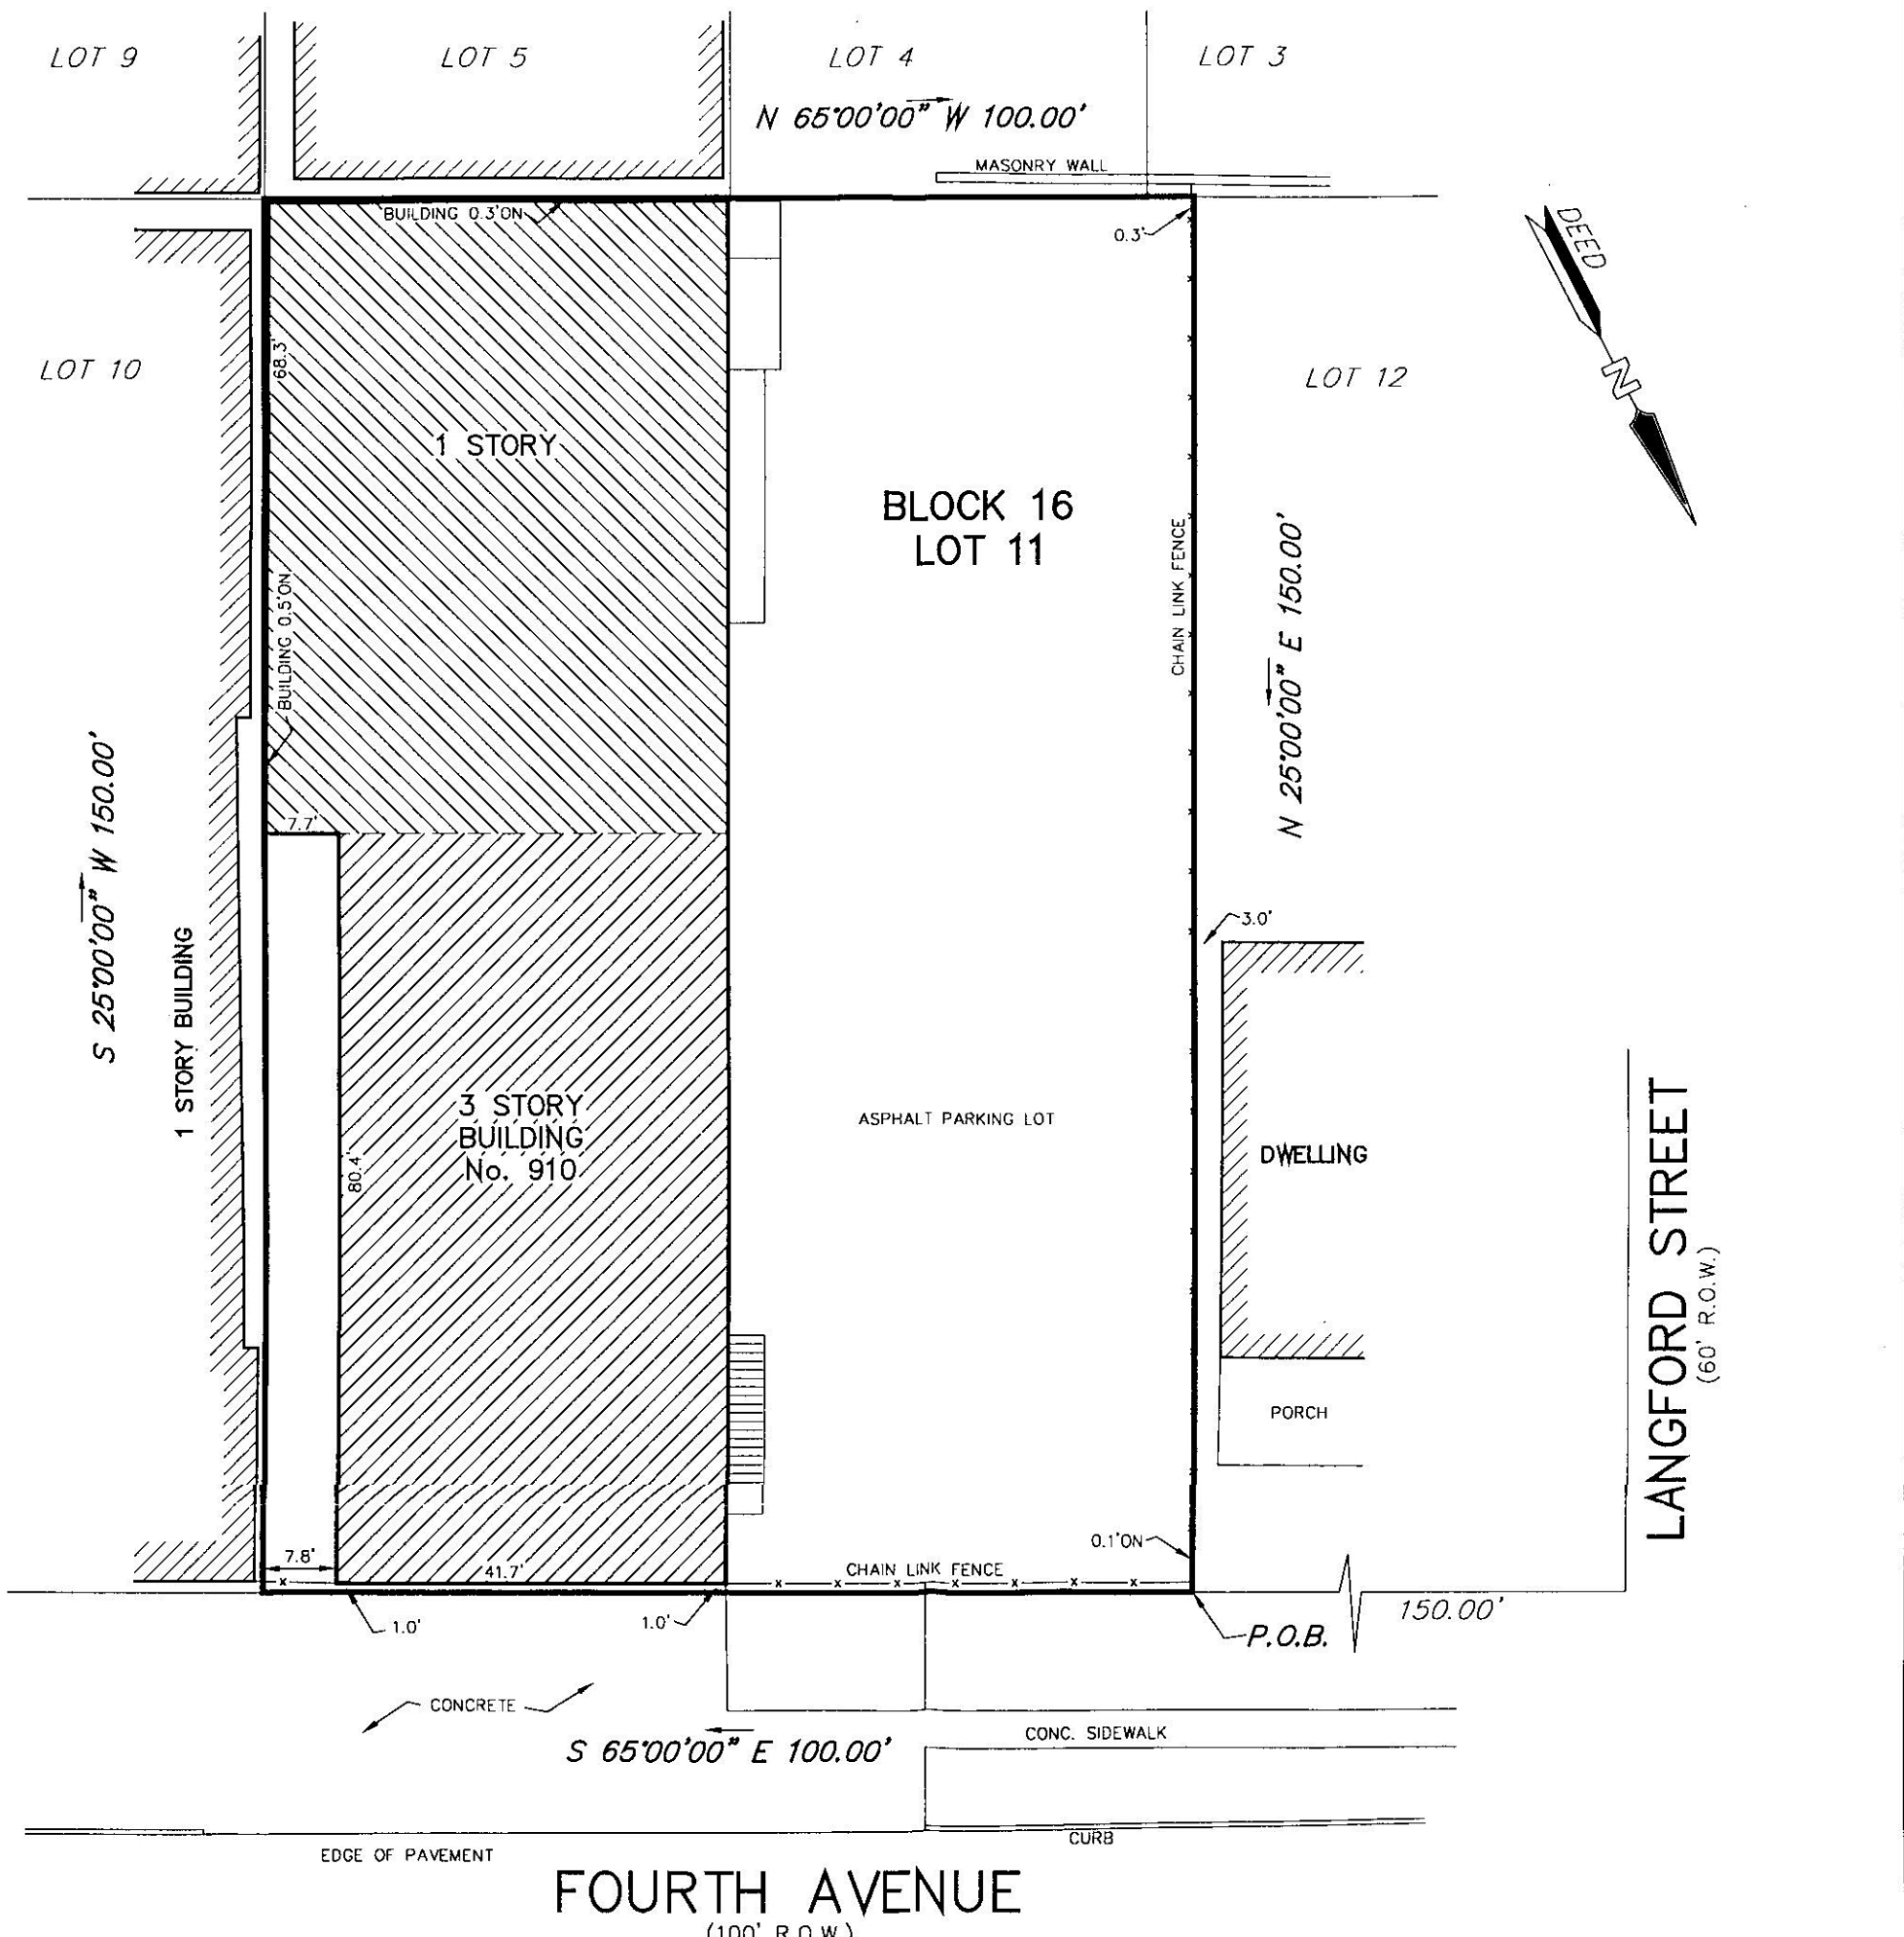 LOT 9
LOT 5
LOT 4
LOT 3
N 65°00'00" W 100.00'
MASONRY WALL
BUILDING 0.3'ON
0.3'
DEED
N
68.3'
LOT 10
LOT 12
1 STORY
BLOCK 16
LOT 11
CHAIN LINK FENCE
N 25°00'00" E 150.00'
BUILDING 0.5'ON
S 25°00'00" W 150.00'
7.7'
1 STORY BUILDING
3.0'
3 STORY
BUILDING
No. 910
80.4'
ASPHALT PARKING LOT
DWELLING
PORCH
LANGFORD STREET
(60' R.O.W.)
0.1'ON
7.8'
41.7'
CHAIN LINK FENCE
1.0'
1.0'
P.O.B.
150.00'
CONCRETE
S 65°00'00" E 100.00'
CONC. SIDEWALK
CURB
EDGE OF PAVEMENT
FOURTH AVENUE
(100' R.O.W.)